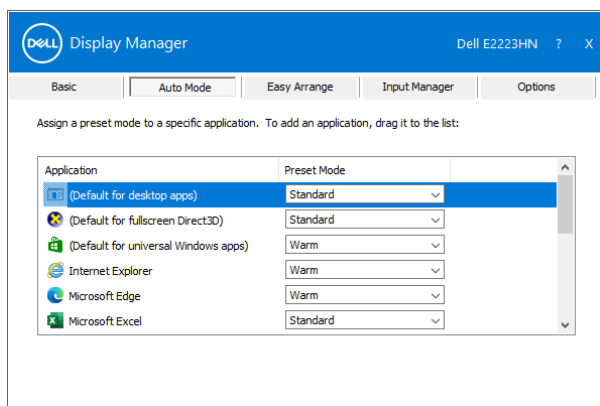 DELL Display Manager Dell E2223HN ? X
Basic Auto Mode Easy Arrange Input Manager Options
Assign a preset mode to a specific application. To add an application, drag it to the list:
Application Preset Mode
(Default for desktop apps) Standard
(Default for fullscreen Direct3D) Standard
(Default for universal Windows apps) Warm
Internet Explorer Warm
Microsoft Edge Warm
Microsoft Excel Standard